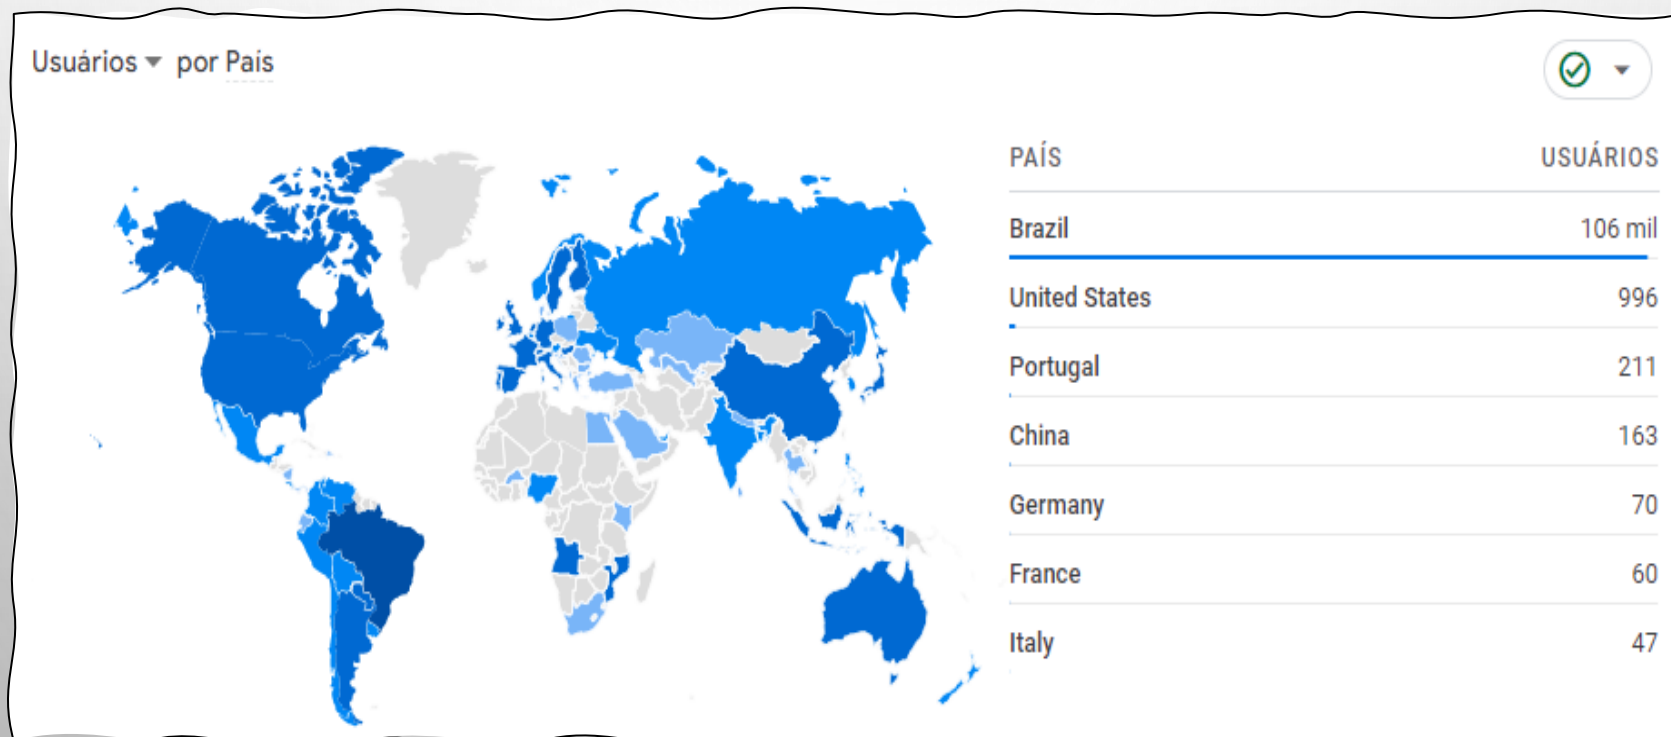 Usuários por País
PAÍS USUÁRIOS
Brazil 106 mil
United States 996
Portugal 211
China 163
Germany 70
France 60
Italy 47